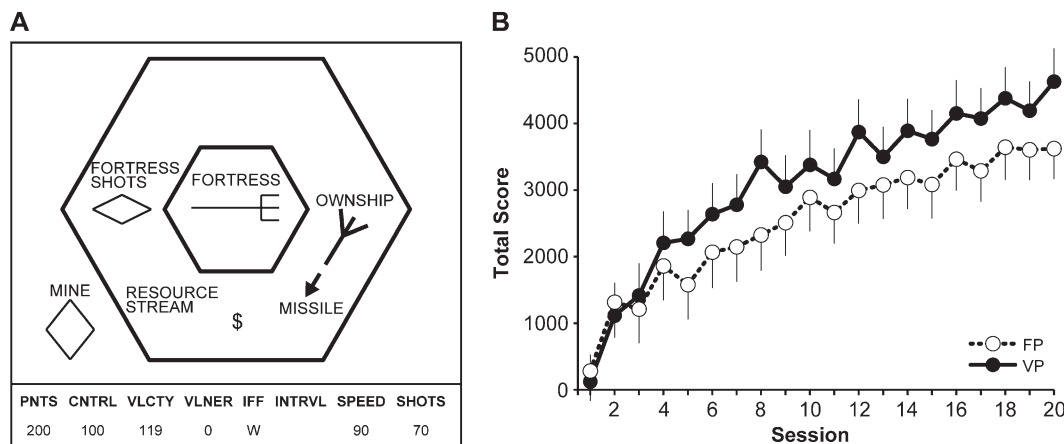 A
FORTRESS
SHOTS
FORTRESS
OWNSHIP
MINE
RESOURCE
STREAM
$
MISSILE
PNTS CNTRL VLCTY VLNER IFF INTRVL SPEED SHOTS
200 100 119 0 W 90 70
B
Total Score
5000
4000
3000
2000
1000
0
2 4 6 8 10 12 14 16 18 20
Session
FP
VP